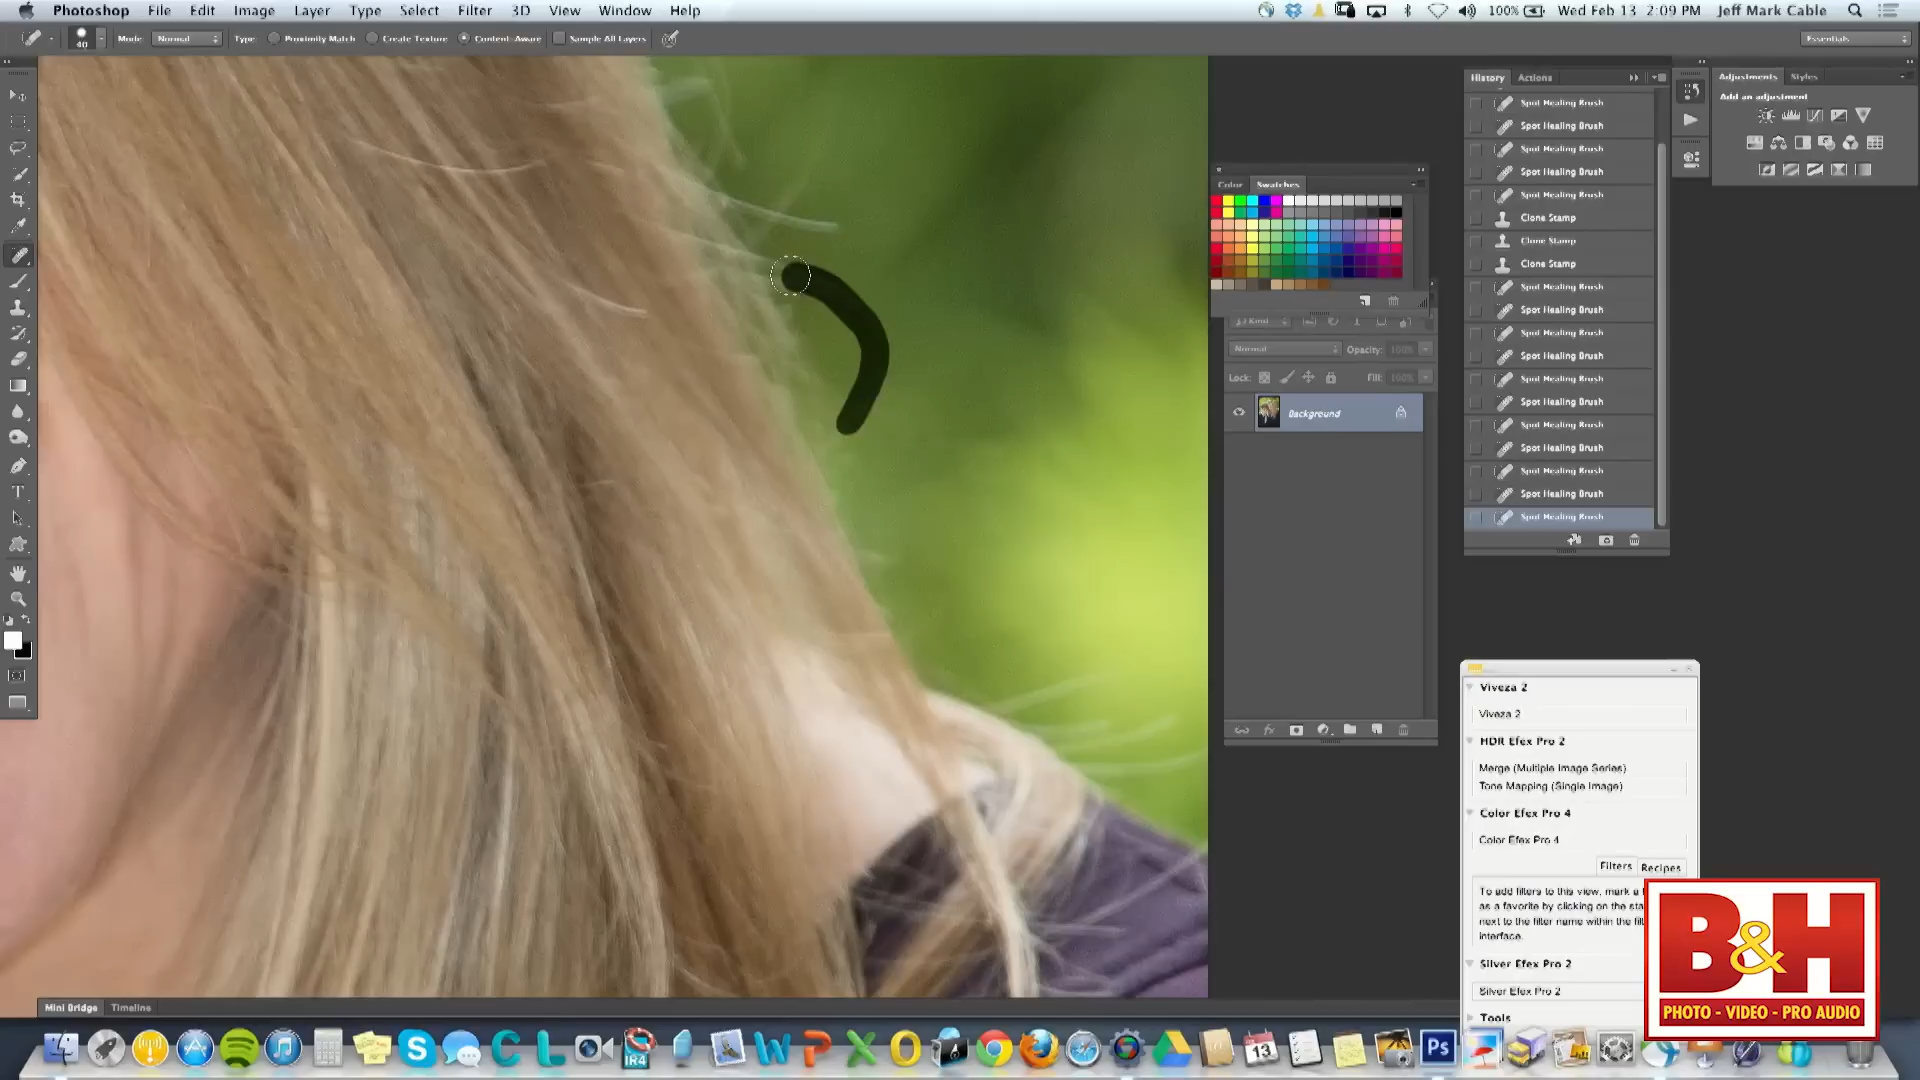 Photoshop File Edit Image Layer Type Select Filter 3D View Window Help 100% Wed Feb 13 2:09 PM Jeff Mark Cable
40 Mode: Normal Type: Proximity Match Create Texture Content-Aware Sample All Layers Essentials
History Actions
Spot Healing Brush
Spot Healing Brush
Spot Healing Brush
Spot Healing Brush
Spot Healing Brush
Clone Stamp
Clone Stamp
Clone Stamp
Spot Healing Brush
Spot Healing Brush
Spot Healing Brush
Spot Healing Brush
Spot Healing Brush
Spot Healing Brush
Spot Healing Brush
Spot Healing Brush
Spot Healing Brush
Spot Healing Brush
Spot Healing Brush
Adjustments Styles
Add an adjustment
Color Swatches
Kind
Normal Opacity: 100%
Lock: Fill: 100%
Background
fx
Viveza 2
Viveza 2
HDR Efex Pro 2
Merge (Multiple Image Series)
Tone Mapping (Single Image)
Color Efex Pro 4
Color Efex Pro 4
Filters Recipes
To add filters to this view, mark a
as a favorite by clicking on the sta
next to the filter name within the filt
interface.
Silver Efex Pro 2
Silver Efex Pro 2
Tools
B&H
PHOTO - VIDEO - PRO AUDIO
Mini Bridge Timeline
IR4
13
Ps